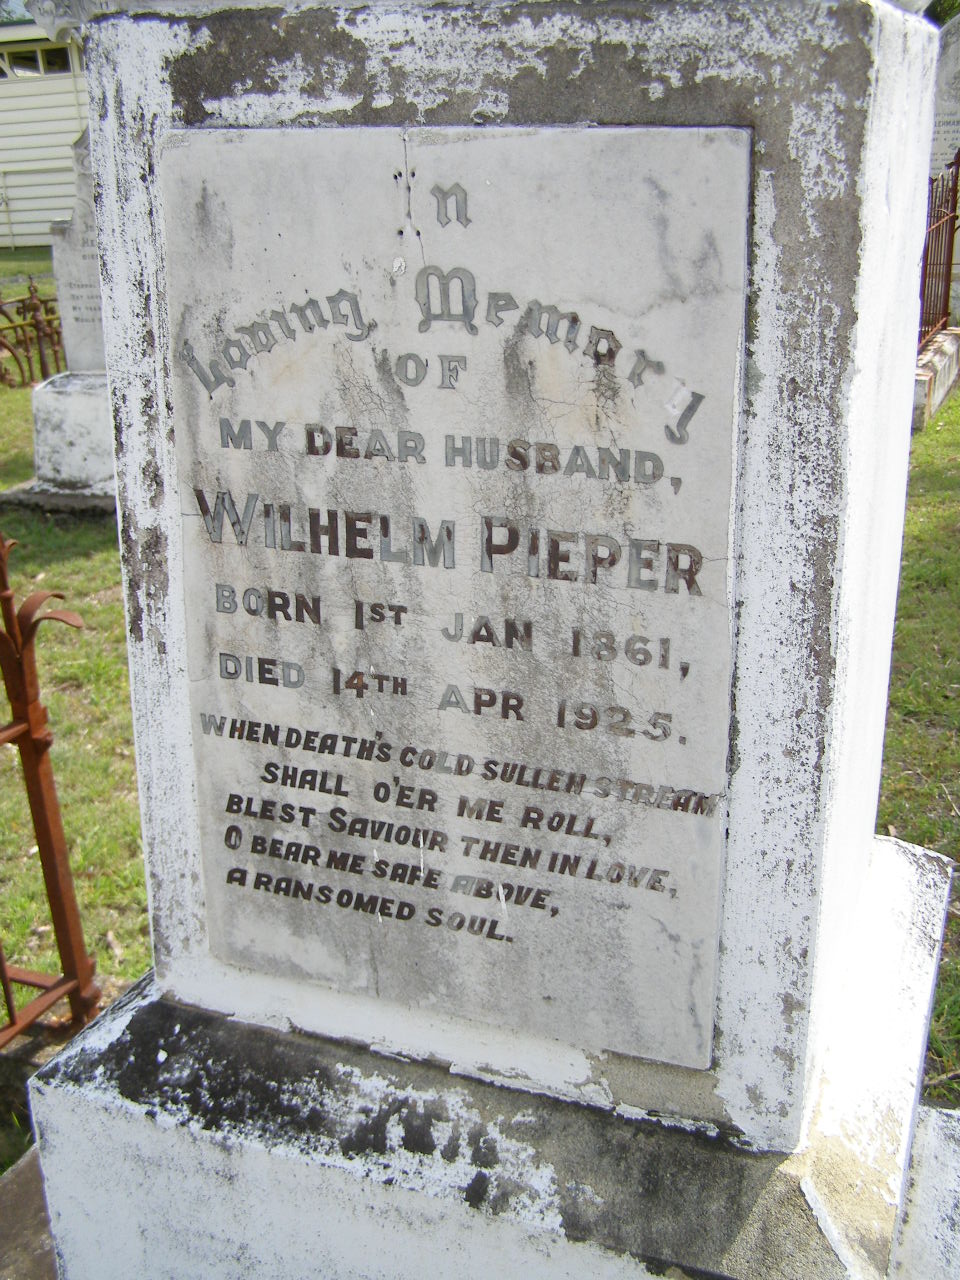 n
Loving Memory
OF
MY DEAR HUSBAND,
WILHELM PIEPER
BORN 1ST JAN 1861,
DIED 14TH APR 1925.
WHEN DEATH'S COLD SULLEN STREAM
SHALL O'ER ME ROLL,
BLEST SAVIOUR THEN IN LOVE,
O BEAR ME SAFE ABOVE,
A RANSOMED SOUL.